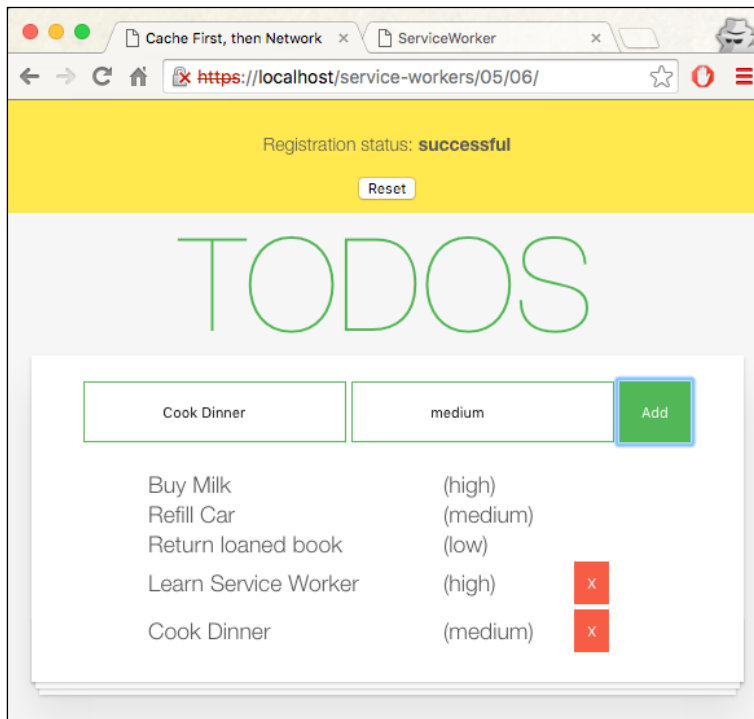 Cache First, then Network × ServiceWorker ×
https://localhost/service-workers/05/06/
Registration status: successful
Reset
TODOS
Cook Dinner medium Add
Buy Milk (high)
Refill Car (medium)
Return loaned book (low)
Learn Service Worker (high) X
Cook Dinner (medium) X